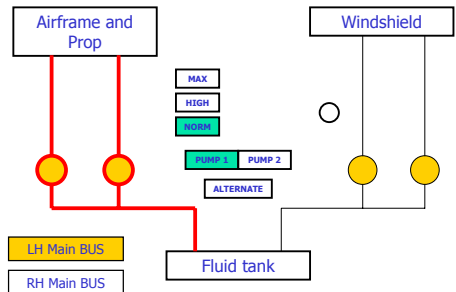 Airframe and
Prop
Windshield
MAX
HIGH
NORM
PUMP 1
PUMP 2
ALTERNATE
LH Main BUS
Fluid tank
RH Main BUS